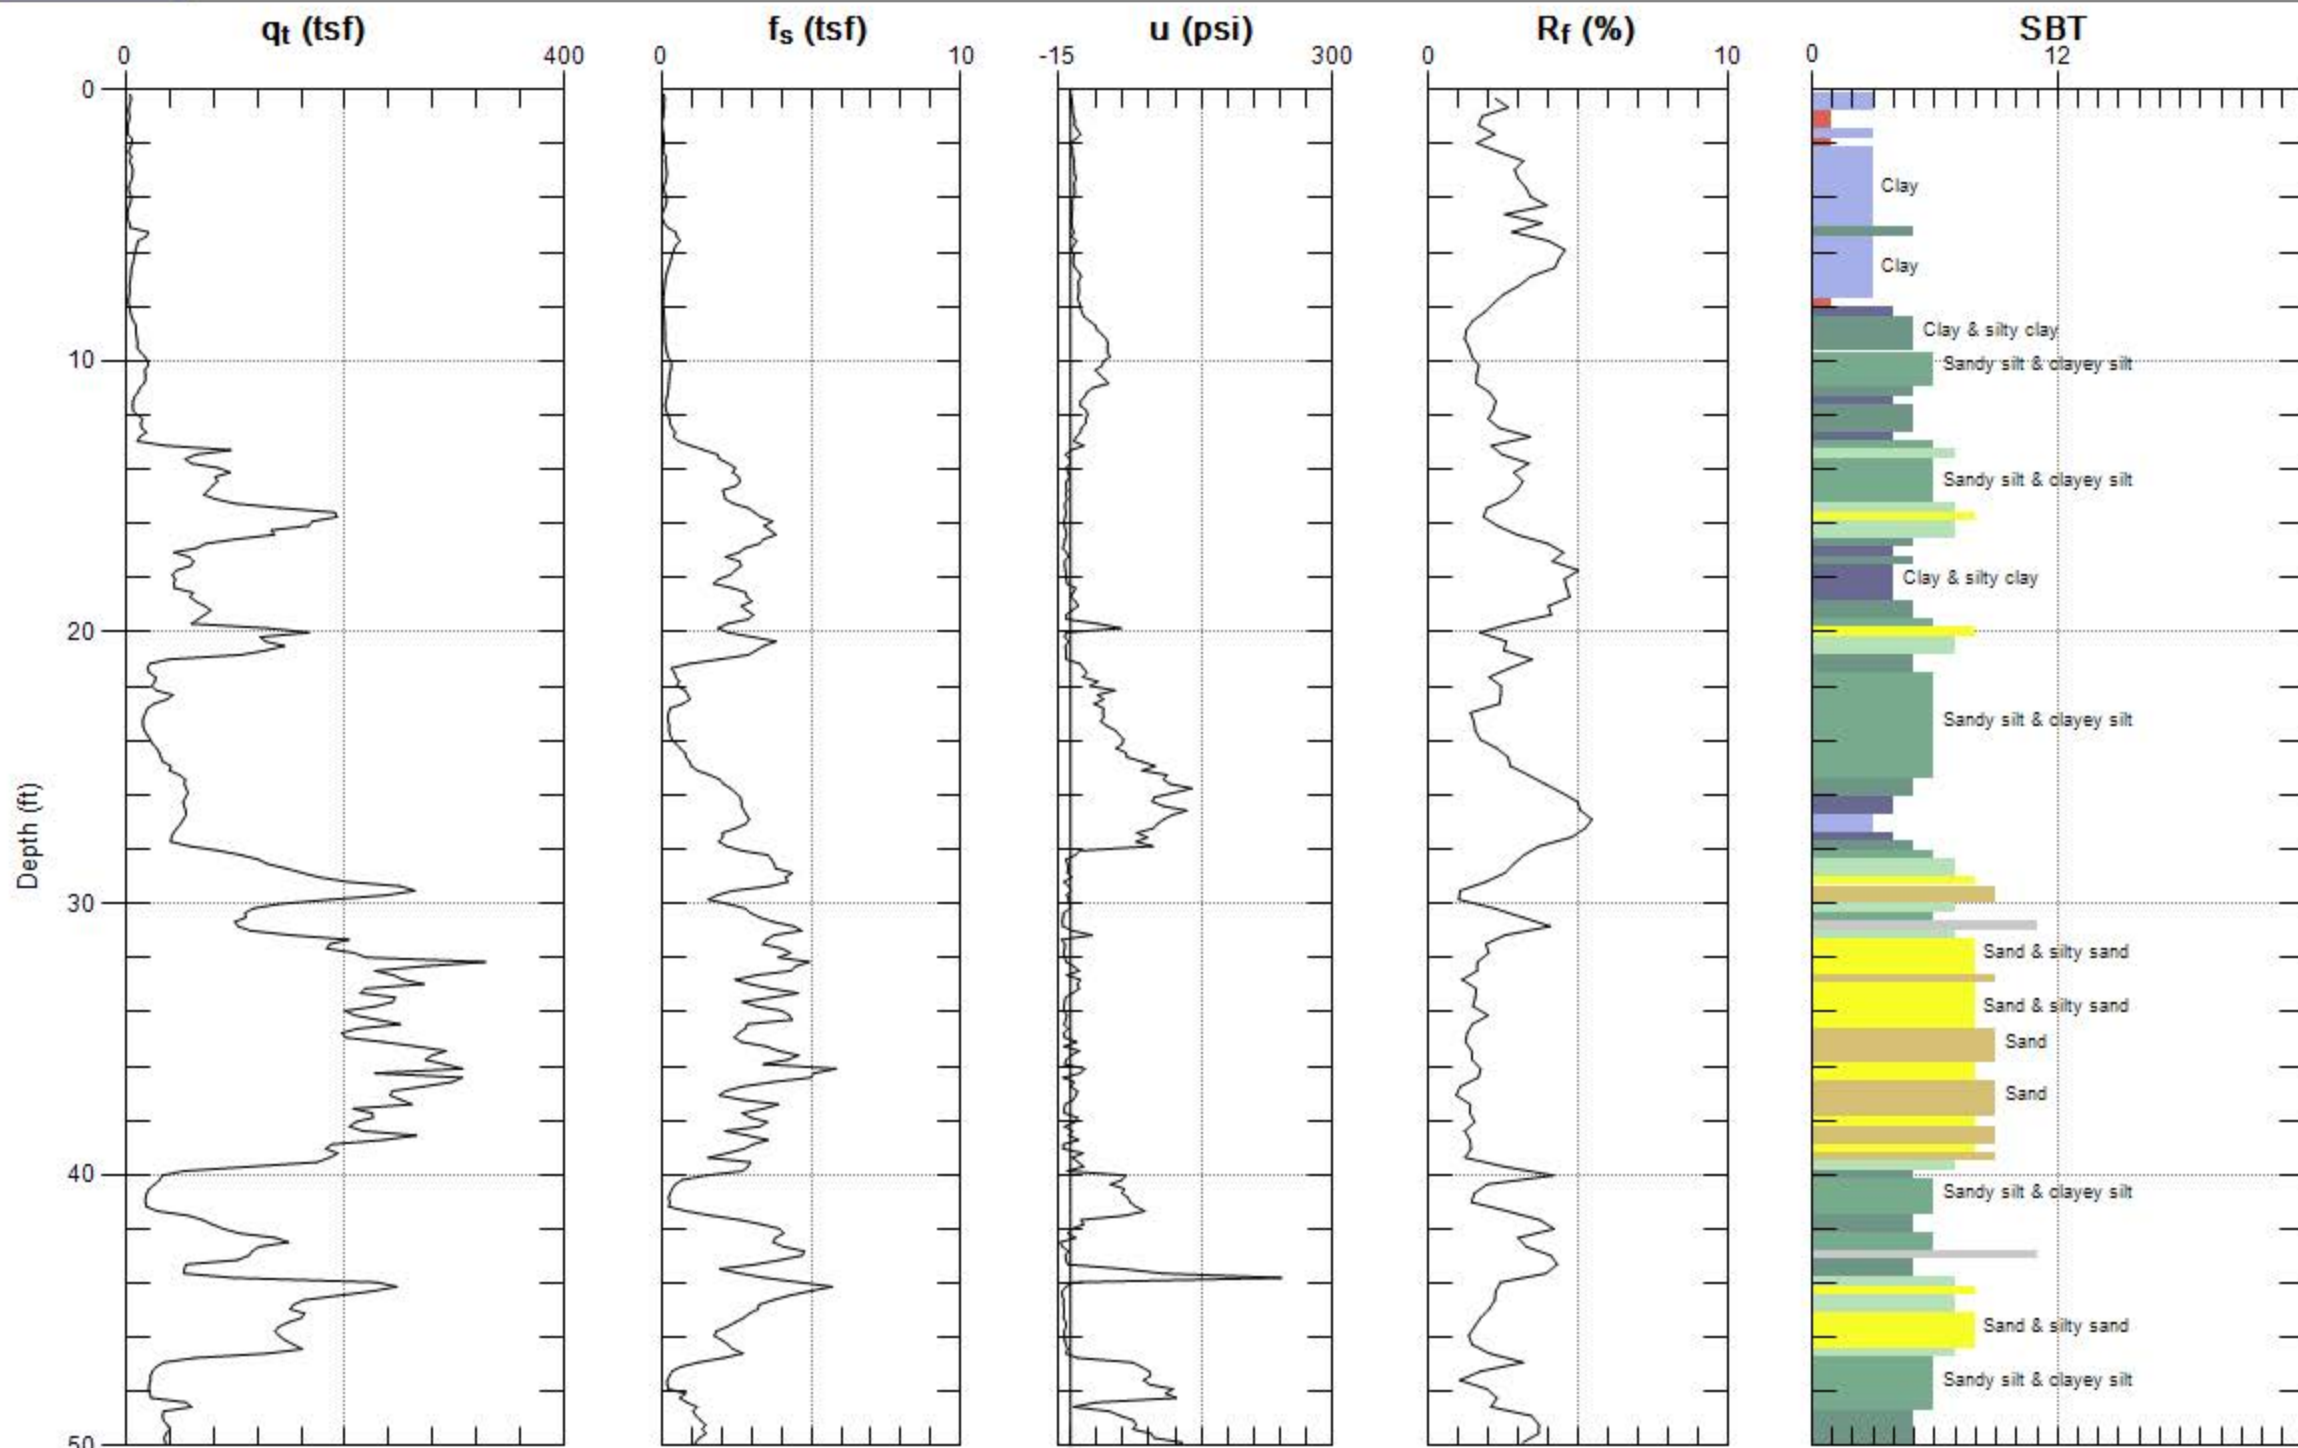 qt (tsf) fs (tsf) u (psi) Rf (%) SBT
0 400 0 10 -15 300 0 10 0 12
0
Clay
Clay
Clay & silty clay
10 Sandy silt & clayey silt
Sandy silt & clayey silt
Clay & silty clay
20
Sandy silt & clayey silt
Depth (ft)
30
Sand & silty sand
Sand & silty sand
Sand
Sand
40
Sandy silt & clayey silt
Sand & silty sand
Sandy silt & clayey silt
50